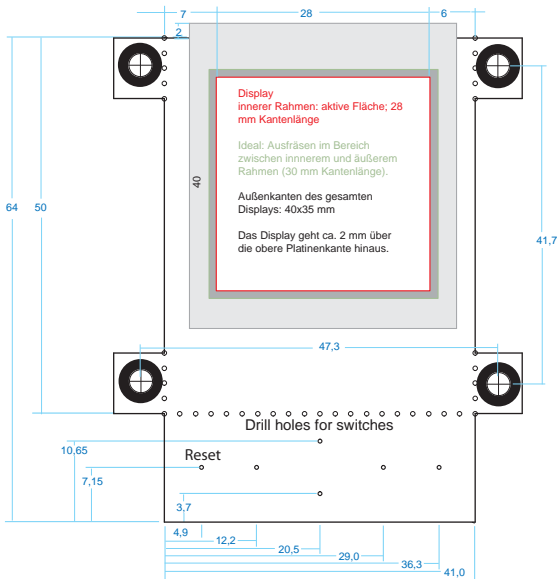 7
28
6
2
Display
innerer Rahmen: aktive Fläche; 28
mm Kantenlänge
Ideal: Ausfräsen im Bereich
zwischen innnerem und äußerem
Rahmen (30 mm Kantenlänge).
40
Außenkanten des gesamten
Displays: 40x35 mm
64
50
Das Display geht ca. 2 mm über
die obere Platinenkante hinaus.
41,7
47,3
Drill holes for switches
10,65
Reset
7,15
3,7
4,9
12,2
20,5
29,0
36,3
41,0